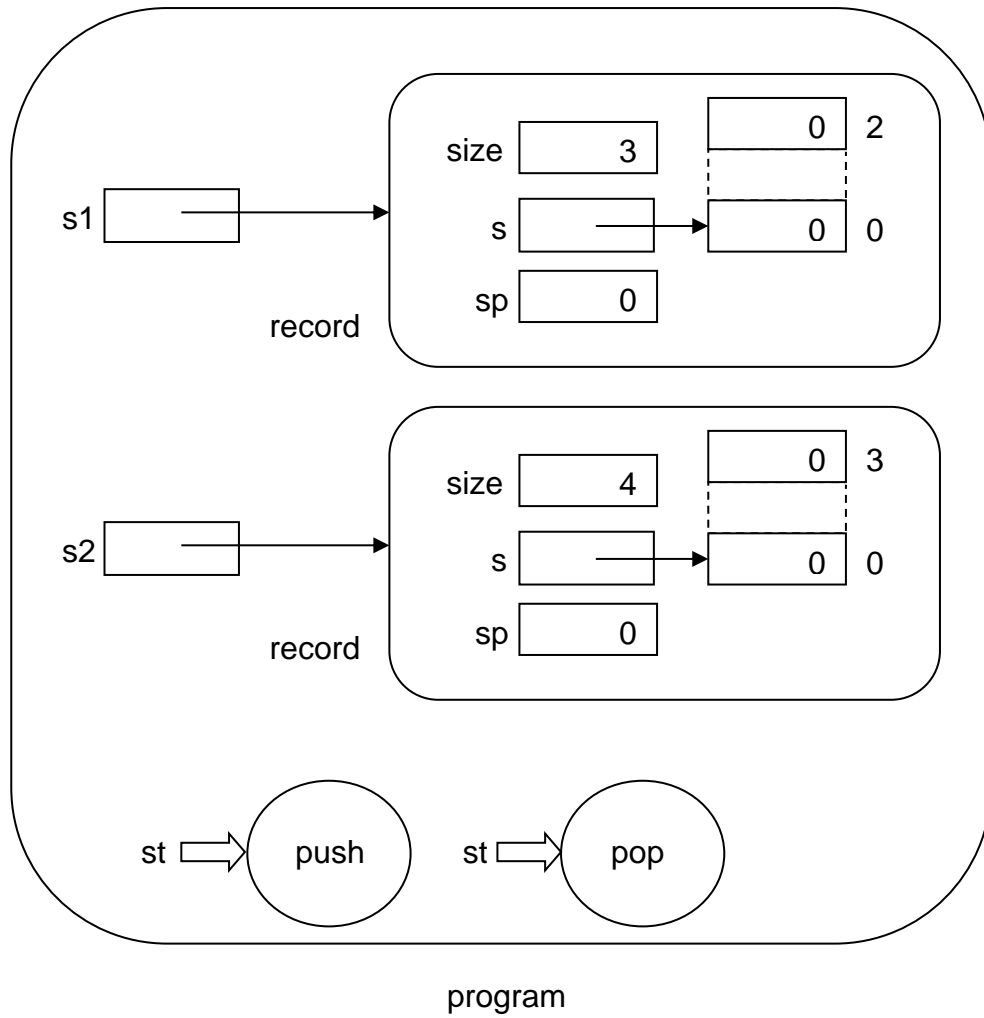 0 2
size 3
s1
s 0 0
sp 0
record
0 3
size 4
s2
s 0 0
sp 0
record
st push st pop
program